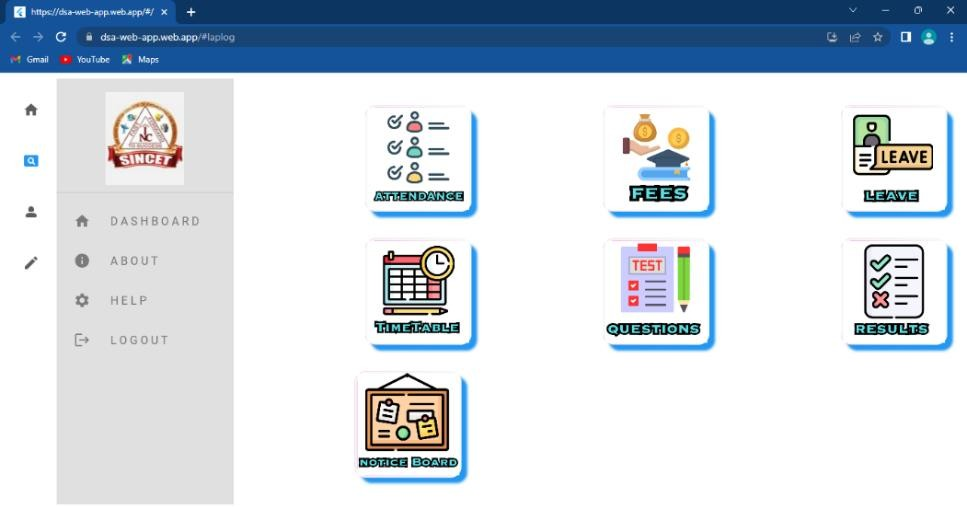 https://dsa-web-app.web.app/#/
dsa-web-app.web.app/#laplog
Gmail YouTube Maps
SINCET
DASHBOARD
ABOUT
HELP
LOGOUT
ATTENDANCE
FEES
LEAVE
LEAVE
TIMETABLE
TEST
QUESTIONS
RESULTS
NOTICE BOARD